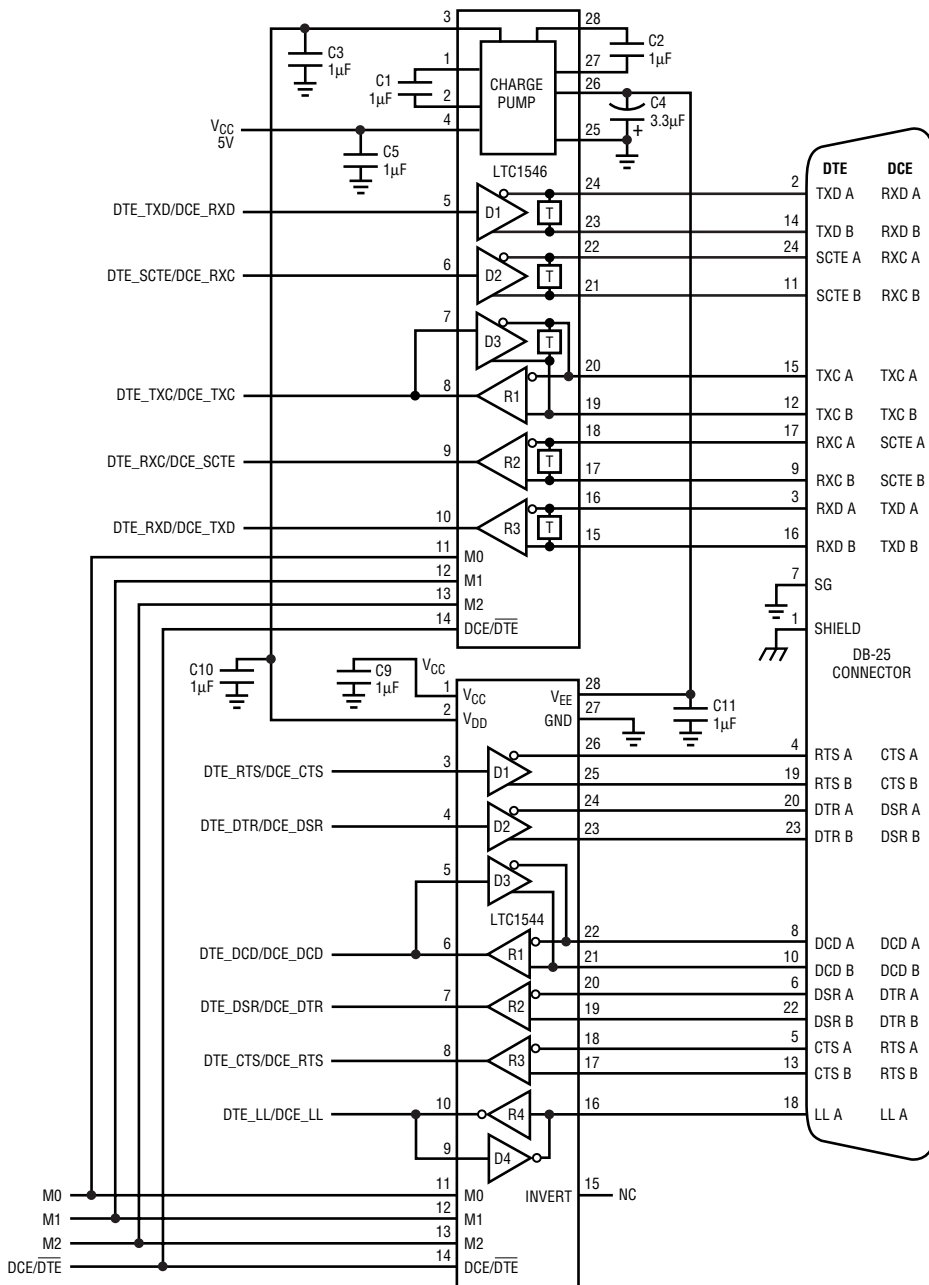 3
28
C3
1µF
C2
1µF
1
27
C1
1µF
CHARGE
PUMP
26
2
C4
3.3µF
+
4
25
VCC
5V
C5
1µF
LTC1546
DTE
DCE
DTE_TXD/DCE_RXD
5
D1
T
24
2
TXD A
RXD A
23
14
TXD B
RXD B
DTE_SCTE/DCE_RXC
6
D2
T
22
24
SCTE A
RXC A
21
11
SCTE B
RXC B
7
D3
T
DTE_TXC/DCE_TXC
8
R1
20
15
TXC A
TXC A
19
12
TXC B
TXC B
DTE_RXC/DCE_SCTE
9
R2
T
18
17
RXC A
SCTE A
17
9
RXC B
SCTE B
DTE_RXD/DCE_TXD
10
R3
T
16
3
RXD A
TXD A
15
16
RXD B
TXD B
11
M0
12
M1
13
M2
14
DCE/DTE
7
SG
1
SHIELD
DB-25
CONNECTOR
C10
1µF
C9
1µF
VCC
1
VCC
VEE
28
2
VDD
GND
27
C11
1µF
DTE_RTS/DCE_CTS
3
D1
26
4
RTS A
CTS A
25
19
RTS B
CTS B
DTE_DTR/DCE_DSR
4
D2
24
20
DTR A
DSR A
23
23
DTR B
DSR B
5
D3
LTC1544
DTE_DCD/DCE_DCD
6
R1
22
8
DCD A
DCD A
21
10
DCD B
DCD B
DTE_DSR/DCE_DTR
7
R2
20
6
DSR A
DTR A
19
22
DSR B
DTR B
DTE_CTS/DCE_RTS
8
R3
18
5
CTS A
RTS A
17
13
CTS B
RTS B
DTE_LL/DCE_LL
10
R4
16
18
LL A
LL A
9
D4
M0
11
M0
INVERT
15
NC
M1
12
M1
M2
13
M2
DCE/DTE
14
DCE/DTE